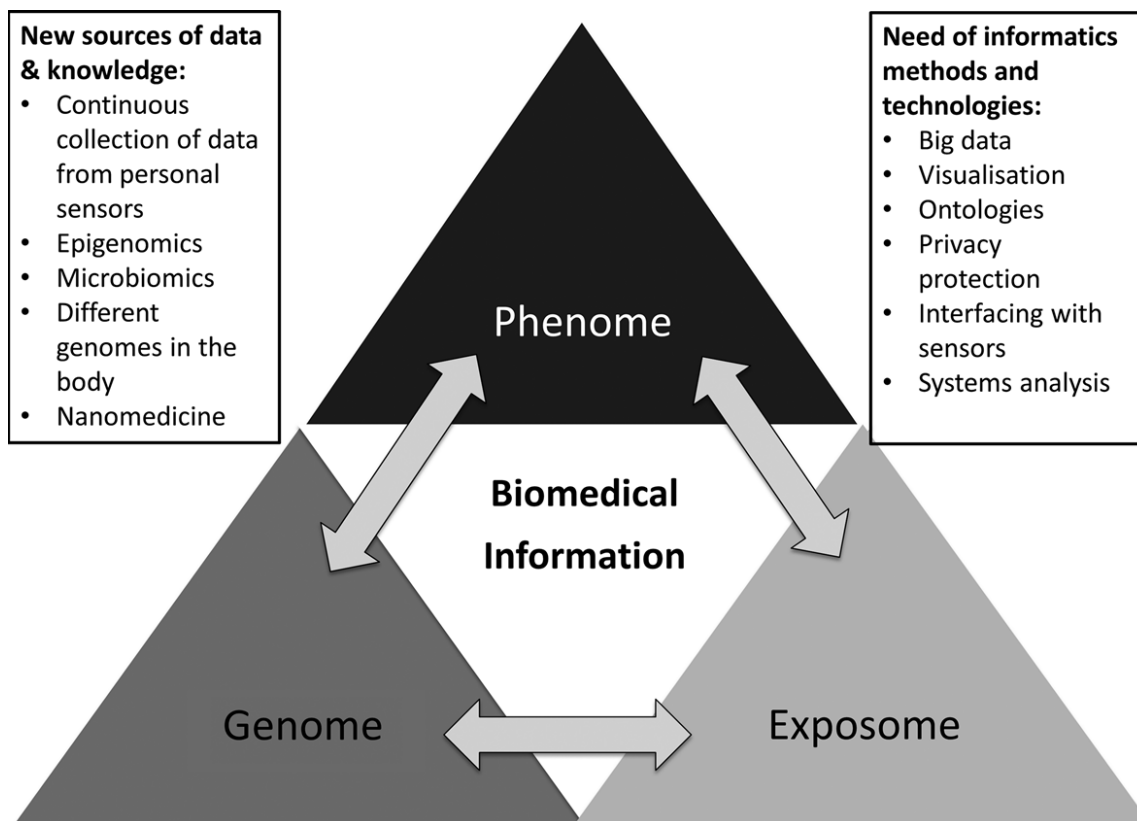 New sources of data
& knowledge:
• Continuous
collection of data
from personal
sensors
• Epigenomics
• Microbiomics
• Different
genomes in the
body
• Nanomedicine
Need of informatics
methods and
technologies:
• Big data
• Visualisation
• Ontologies
• Privacy
protection
• Interfacing with
sensors
• Systems analysis
Phenome
Biomedical
Information
Genome
Exposome